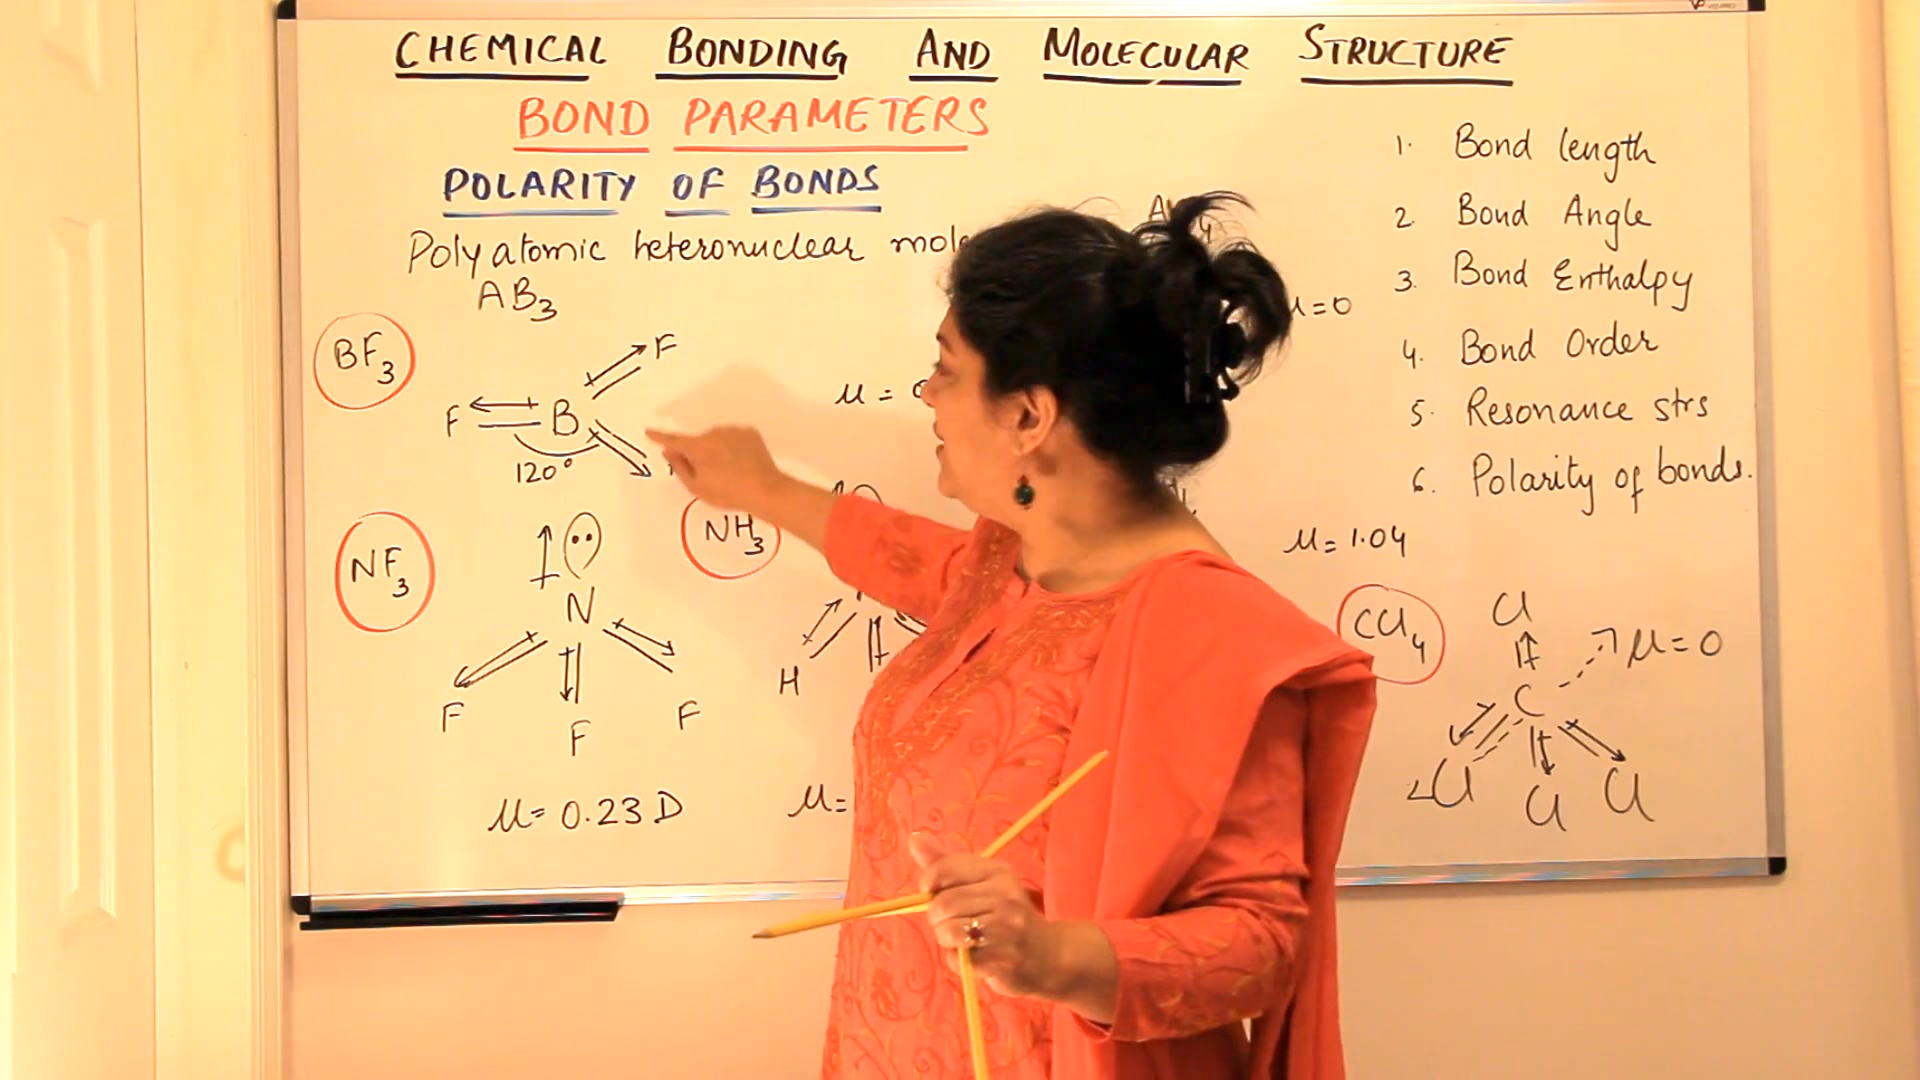 CHEMICAL BONDING AND MOLECULAR STRUCTURE
BOND PARAMETERS
POLARITY OF BONDS
Polyatomic heteronuclear
AB3
BF3
F
F
B
120°
μ =
μ=0
NF3
N
F
F
F
μ= 0.23 D
NH3
H
μ=
μ= 1.04
CCl4
Cl
C
μ=0
Cl
Cl
Cl
1. Bond length
2. Bond Angle
3. Bond Enthalpy
4. Bond Order
5. Resonance strs
6. Polarity of bonds.